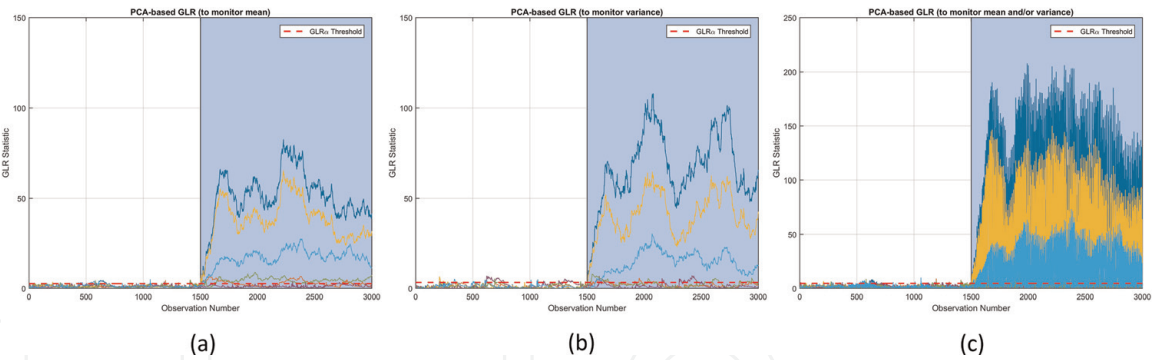 PCA-based GLR (to monitor mean)
150
100
50
0
GLR Statistic
GLRα Threshold
0 500 1000 1500 2000 2500 3000
Observation Number
(a)
PCA-based GLR (to monitor variance)
150
100
50
0
GLR Statistic
GLRα Threshold
0 500 1000 1500 2000 2500 3000
Observation Number
(b)
PCA-based GLR (to monitor mean and/or variance)
250
200
150
100
50
0
GLR Statistic
GLRα Threshold
0 500 1000 1500 2000 2500 3000
Observation Number
(c)